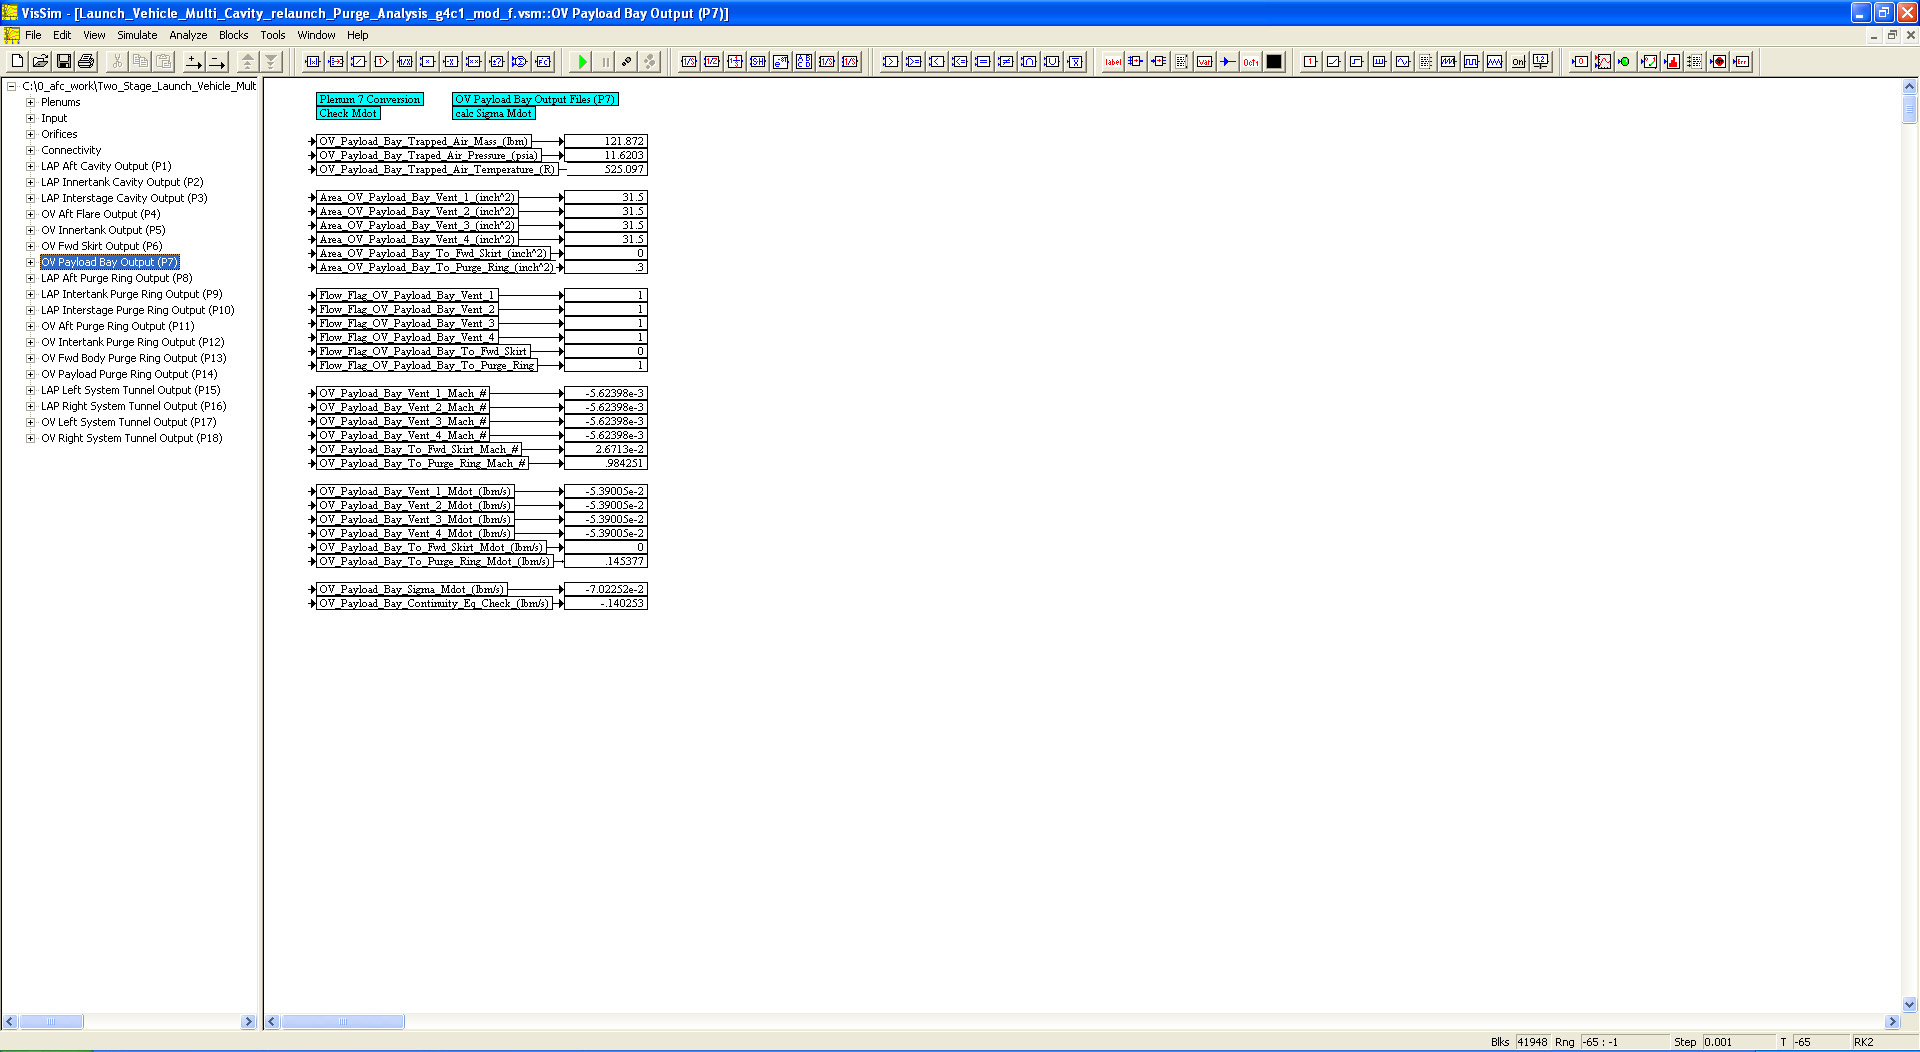 VisSim - [Launch_Vehicle_Multi_Cavity_relaunch_Purge_Analysis_g4c1_mod_f.vsm::OV Payload Bay Output (P7)]
File Edit View Simulate Analyze Blocks Tools Window Help
C:\0_afc_work\Two_Stage_Launch_Vehicle_Mult
Plenums
Input
Orifices
Connectivity
LAP Aft Cavity Output (P1)
LAP Innertank Cavity Output (P2)
LAP Interstage Cavity Output (P3)
OV Aft Flare Output (P4)
OV Innertank Output (P5)
OV Fwd Skirt Output (P6)
OV Payload Bay Output (P7)
LAP Aft Purge Ring Output (P8)
LAP Intertank Purge Ring Output (P9)
LAP Interstage Purge Ring Output (P10)
OV Aft Purge Ring Output (P11)
OV Intertank Purge Ring Output (P12)
OV Fwd Body Purge Ring Output (P13)
OV Payload Purge Ring Output (P14)
LAP Left System Tunnel Output (P15)
LAP Right System Tunnel Output (P16)
OV Left System Tunnel Output (P17)
OV Right System Tunnel Output (P18)
Plenum 7 Conversion OV Payload Bay Output Files (P7)
Check Mdot calc Sigma Mdot
OV_Payload_Bay_Trapped_Air_Mass_(lbm) 121.872
OV_Payload_Bay_Traped_Air_Pressure_(psia) 11.6203
OV_Payload_Bay_Trapped_Air_Temperature_(R) 525.097
Area_OV_Payload_Bay_Vent_1_(inch^2) 31.5
Area_OV_Payload_Bay_Vent_2_(inch^2) 31.5
Area_OV_Payload_Bay_Vent_3_(inch^2) 31.5
Area_OV_Payload_Bay_Vent_4_(inch^2) 31.5
Area_OV_Payload_Bay_To_Fwd_Skirt_(inch^2) 0
Area_OV_Payload_Bay_To_Purge_Ring_(inch^2) .3
Flow_Flag_OV_Payload_Bay_Vent_1 1
Flow_Flag_OV_Payload_Bay_Vent_2 1
Flow_Flag_OV_Payload_Bay_Vent_3 1
Flow_Flag_OV_Payload_Bay_Vent_4 1
Flow_Flag_OV_Payload_Bay_To_Fwd_Skirt 0
Flow_Flag_OV_Payload_Bay_To_Purge_Ring 1
OV_Payload_Bay_Vent_1_Mach_# -5.62398e-3
OV_Payload_Bay_Vent_2_Mach_# -5.62398e-3
OV_Payload_Bay_Vent_3_Mach_# -5.62398e-3
OV_Payload_Bay_Vent_4_Mach_# -5.62398e-3
OV_Payload_Bay_To_Fwd_Skirt_Mach_# 2.6713e-2
OV_Payload_Bay_To_Purge_Ring_Mach_# .984251
OV_Payload_Bay_Vent_1_Mdot_(lbm/s) -5.39005e-2
OV_Payload_Bay_Vent_2_Mdot_(lbm/s) -5.39005e-2
OV_Payload_Bay_Vent_3_Mdot_(lbm/s) -5.39005e-2
OV_Payload_Bay_Vent_4_Mdot_(lbm/s) -5.39005e-2
OV_Payload_Bay_To_Fwd_Skirt_Mdot_(lbm/s) 0
OV_Payload_Bay_To_Purge_Ring_Mdot_(lbm/s) .145377
OV_Payload_Bay_Sigma_Mdot_(lbm/s) -7.02252e-2
OV_Payload_Bay_Continuity_Eq_Check_(lbm/s) -.140253
Blks 41948 Rng -65 : -1 Step 0.001 T -65 RK2